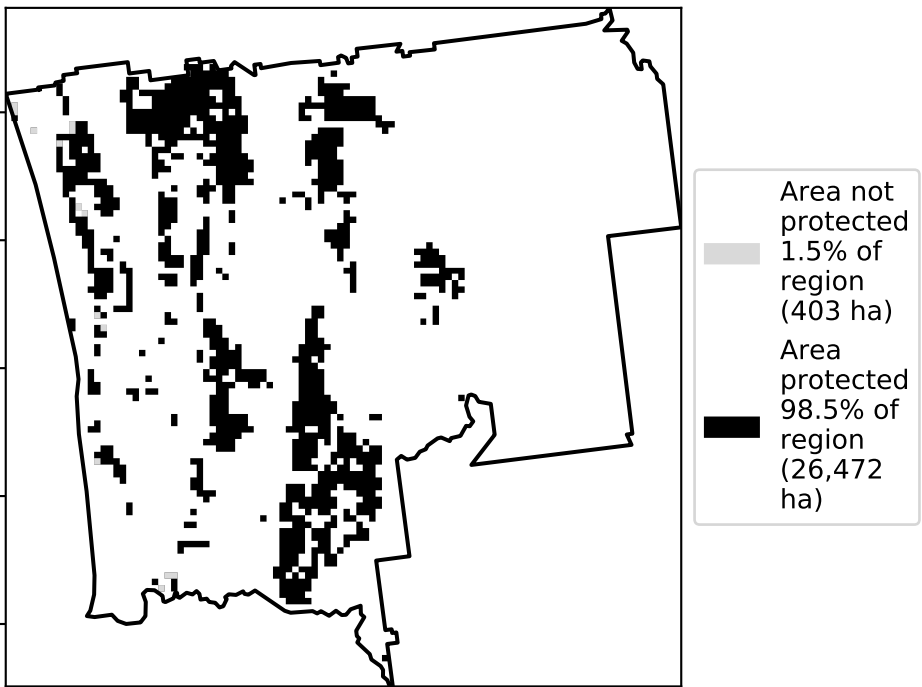 Area not
protected
1.5% of
region
(403 ha)
Area
protected
98.5% of
region
(26,472
ha)